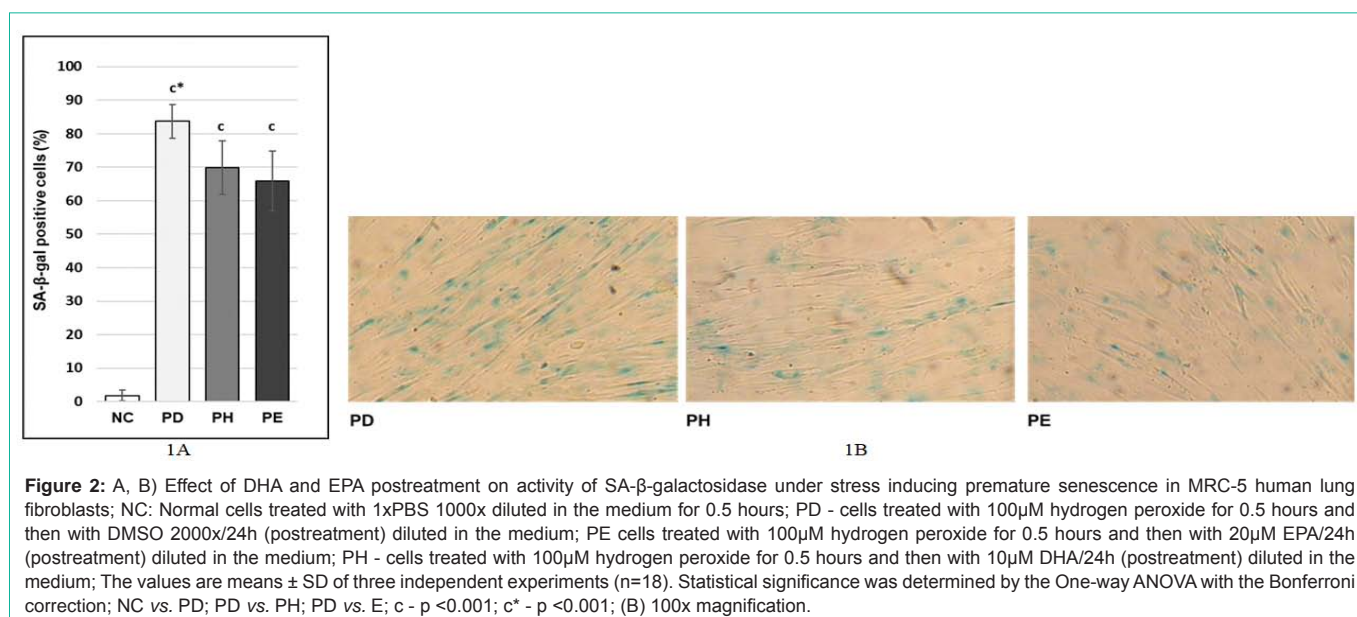 100
90
80
70
60
50
40
30
20
10
0
SA-β-gal positive cells (%)
c*
c
c
NC PD PH PE
1A
PD
PH
PE
1B
Figure 2: A, B) Effect of DHA and EPA postreatment on activity of SA-β-galactosidase under stress inducing premature senescence in MRC-5 human lung
fibroblasts; NC: Normal cells treated with 1xPBS 1000x diluted in the medium for 0.5 hours; PD - cells treated with 100µM hydrogen peroxide for 0.5 hours and
then with DMSO 2000x/24h (postreatment) diluted in the medium; PE cells treated with 100µM hydrogen peroxide for 0.5 hours and then with 20µM EPA/24h
(postreatment) diluted in the medium; PH - cells treated with 100µM hydrogen peroxide for 0.5 hours and then with 10µM DHA/24h (postreatment) diluted in the
medium; The values are means ± SD of three independent experiments (n=18). Statistical significance was determined by the One-way ANOVA with the Bonferroni
correction; NC vs. PD; PD vs. PH; PD vs. E; c - p <0.001; c* - p <0.001; (B) 100x magnification.